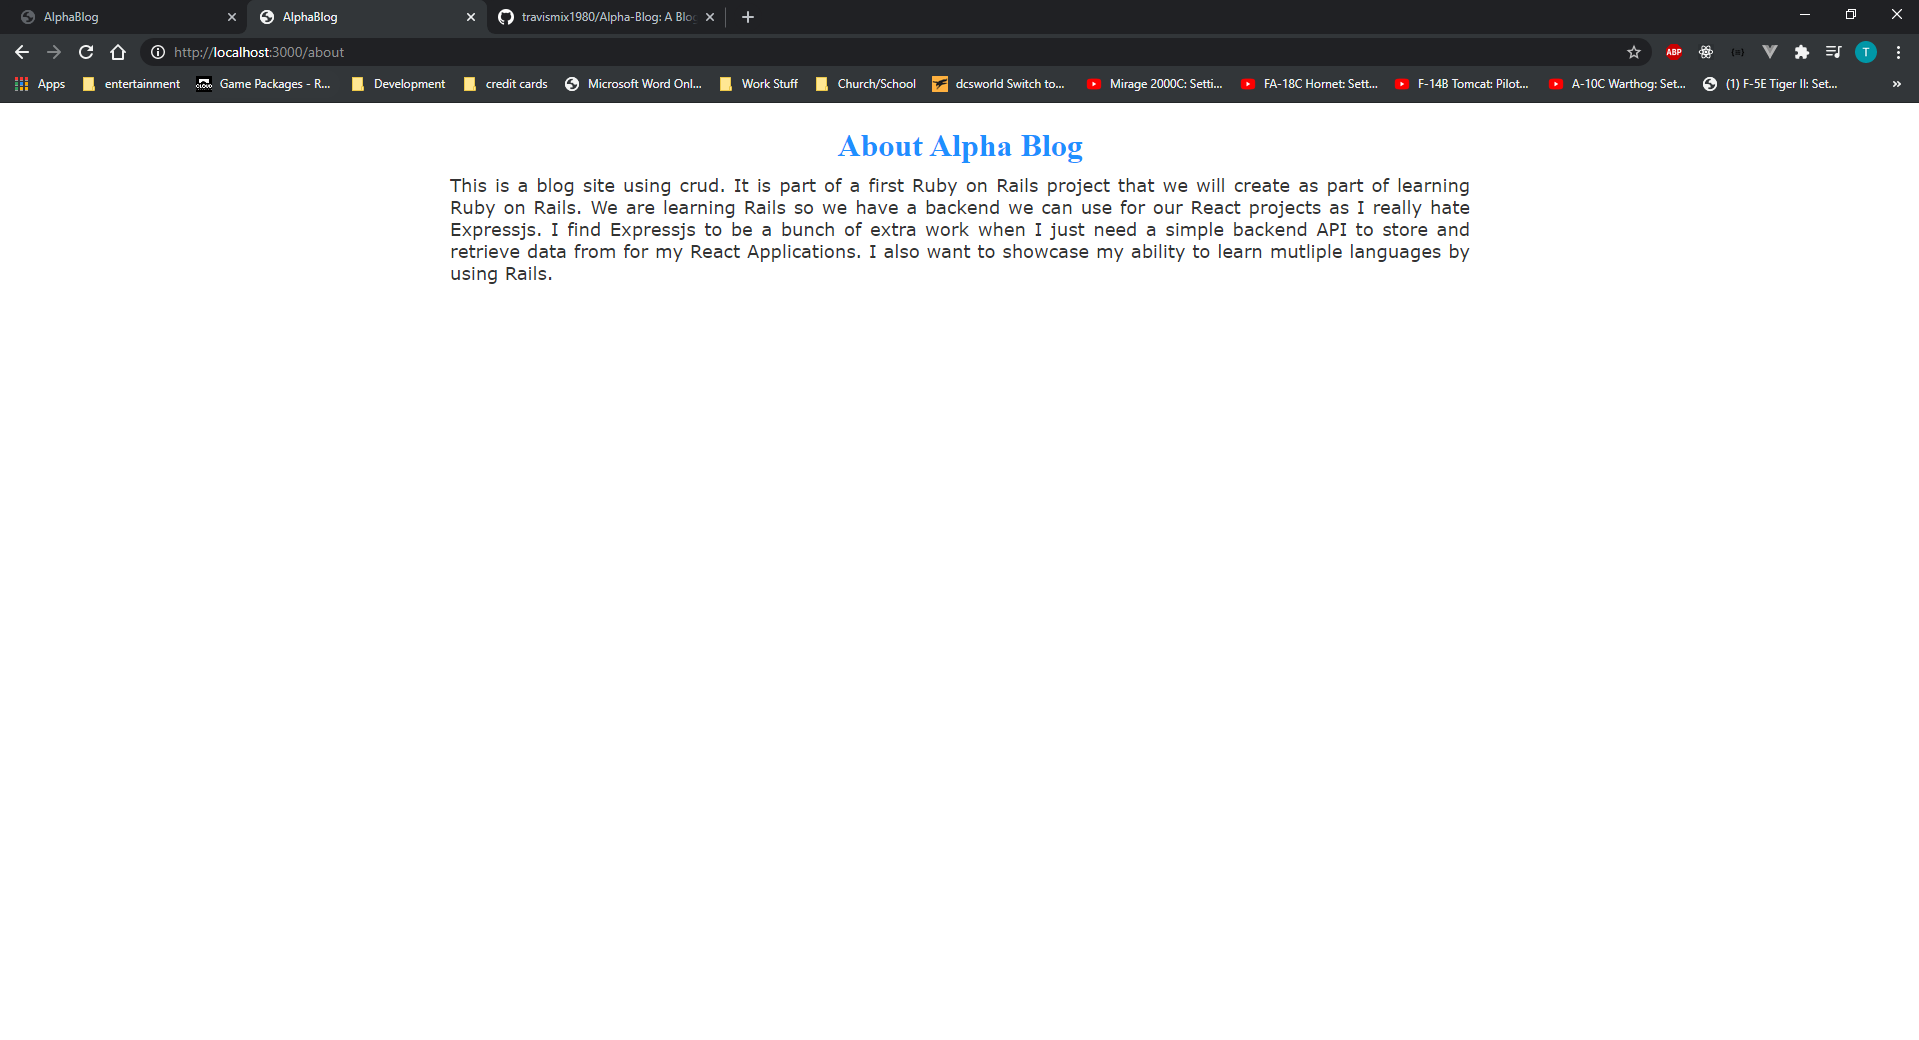 AlphaBlog
AlphaBlog
travismix1980/Alpha-Blog: A Blog
http://localhost:3000/about
ABP
T
Apps
entertainment
Game Packages - R...
Development
credit cards
Microsoft Word Onl...
Work Stuff
Church/School
dcsworld Switch to...
Mirage 2000C: Setti...
FA-18C Hornet: Sett...
F-14B Tomcat: Pilot...
A-10C Warthog: Set...
(1) F-5E Tiger II: Set...
»
About Alpha Blog
This is a blog site using crud. It is part of a first Ruby on Rails project that we will create as part of learning
Ruby on Rails. We are learning Rails so we have a backend we can use for our React projects as I really hate
Expressjs. I find Expressjs to be a bunch of extra work when I just need a simple backend API to store and
retrieve data from for my React Applications. I also want to showcase my ability to learn mutliple languages by
using Rails.